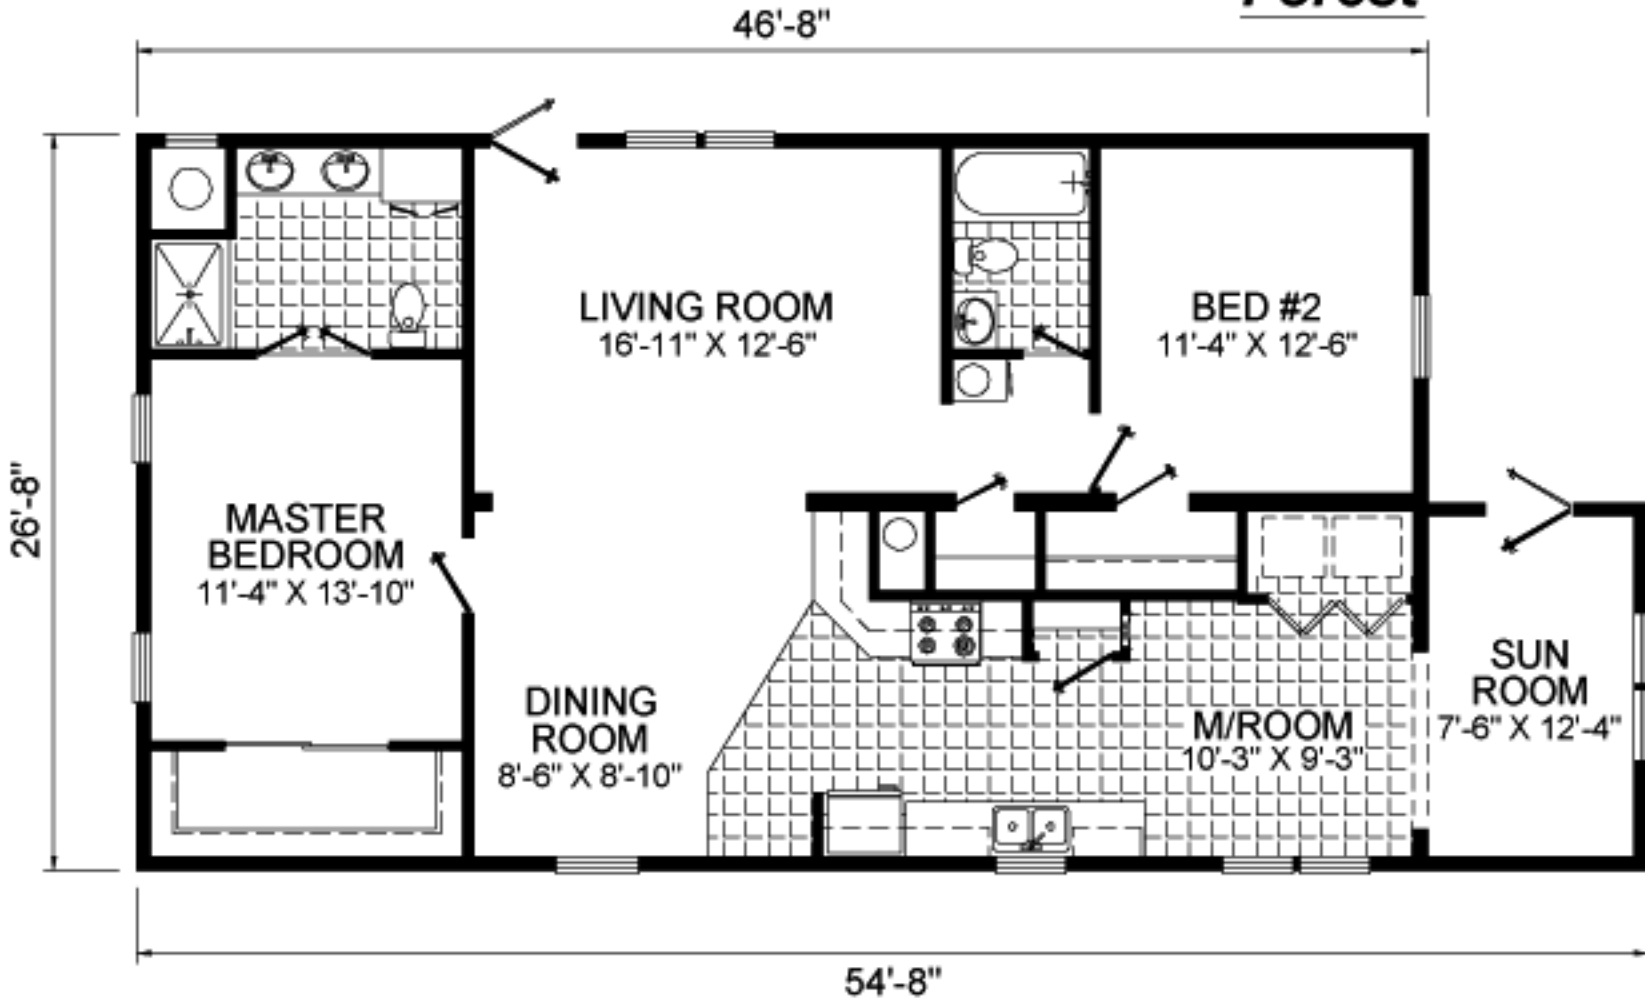 46'-8"
26'-8"
LIVING ROOM
16'-11" X 12'-6"
BED #2
11'-4" X 12'-6"
MASTER
BEDROOM
11'-4" X 13'-10"
DINING
ROOM
8'-6" X 8'-10"
M/ROOM
10'-3" X 9'-3"
SUN
ROOM
7'-6" X 12'-4"
54'-8"